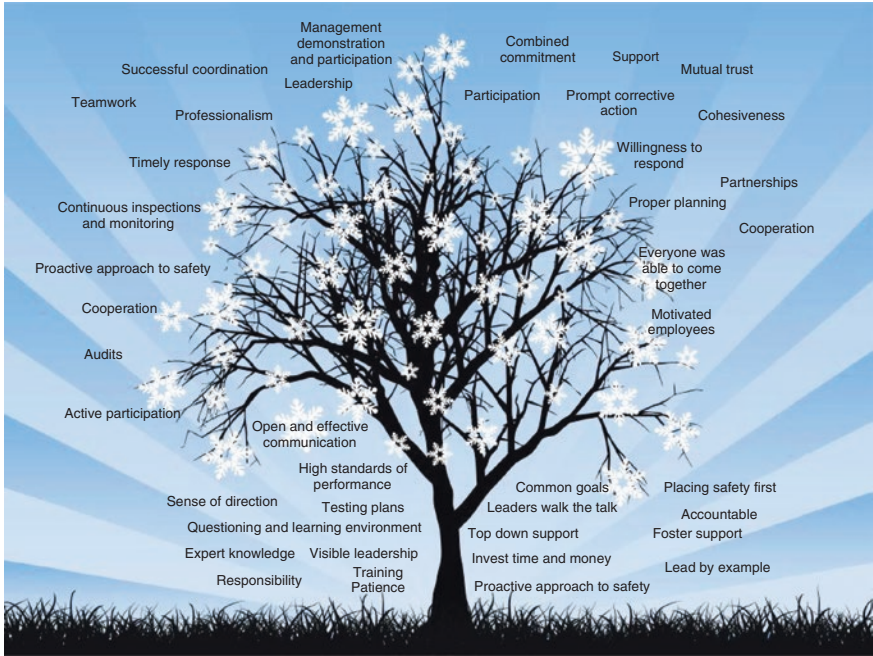 Management
demonstration
and participation
Combined
commitment
Support
Successful coordination
Mutual trust
Leadership
Teamwork
Participation
Prompt corrective
action
Professionalism
Cohesiveness
Timely response
Willingness to
respond
Partnerships
Continuous inspections
and monitoring
Proper planning
Cooperation
Proactive approach to safety
Everyone was
able to come
together
Cooperation
Motivated
employees
Audits
Active participation
Open and effective
communication
High standards of
performance
Common goals
Placing safety first
Sense of direction
Testing plans
Leaders walk the talk
Accountable
Questioning and learning environment
Top down support
Foster support
Expert knowledge
Visible leadership
Invest time and money
Lead by example
Responsibility
Training
Patience
Proactive approach to safety